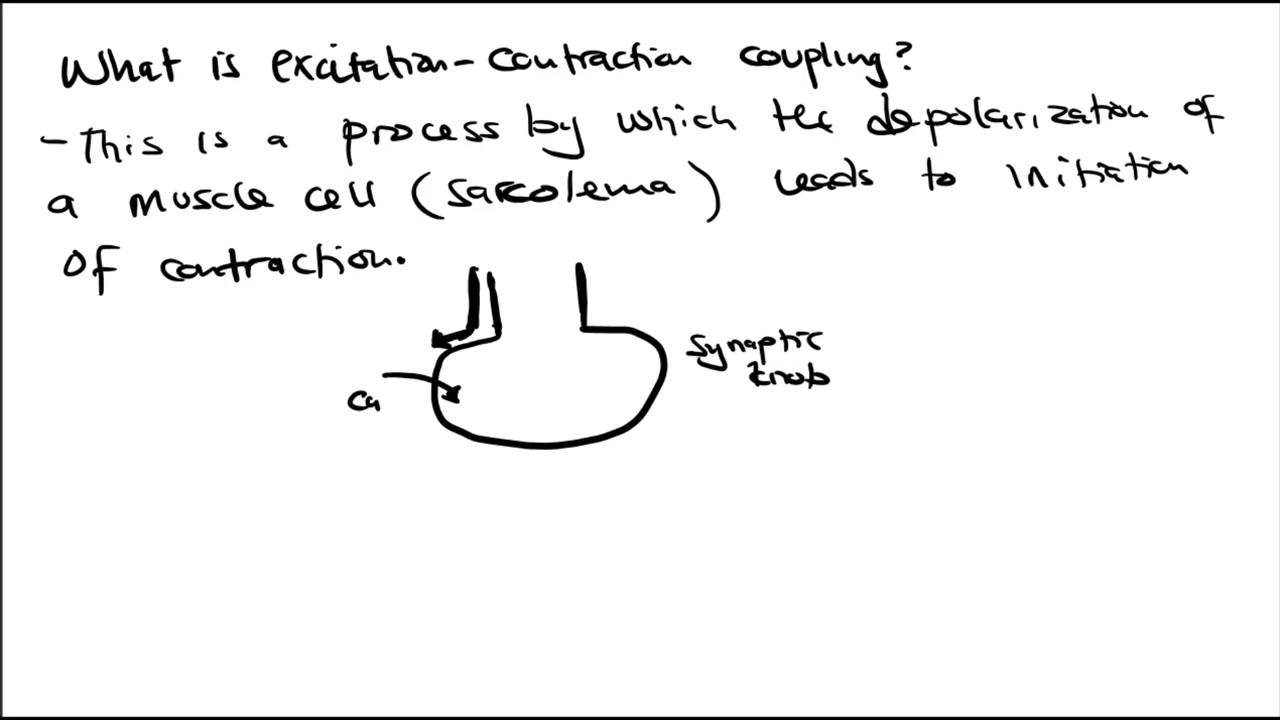 What is excitation-contraction coupling?
- This is a process by which the depolarization of
a muscle cell (sarcolema) leads to initiation
of contraction.
Synaptic
knob
Ca